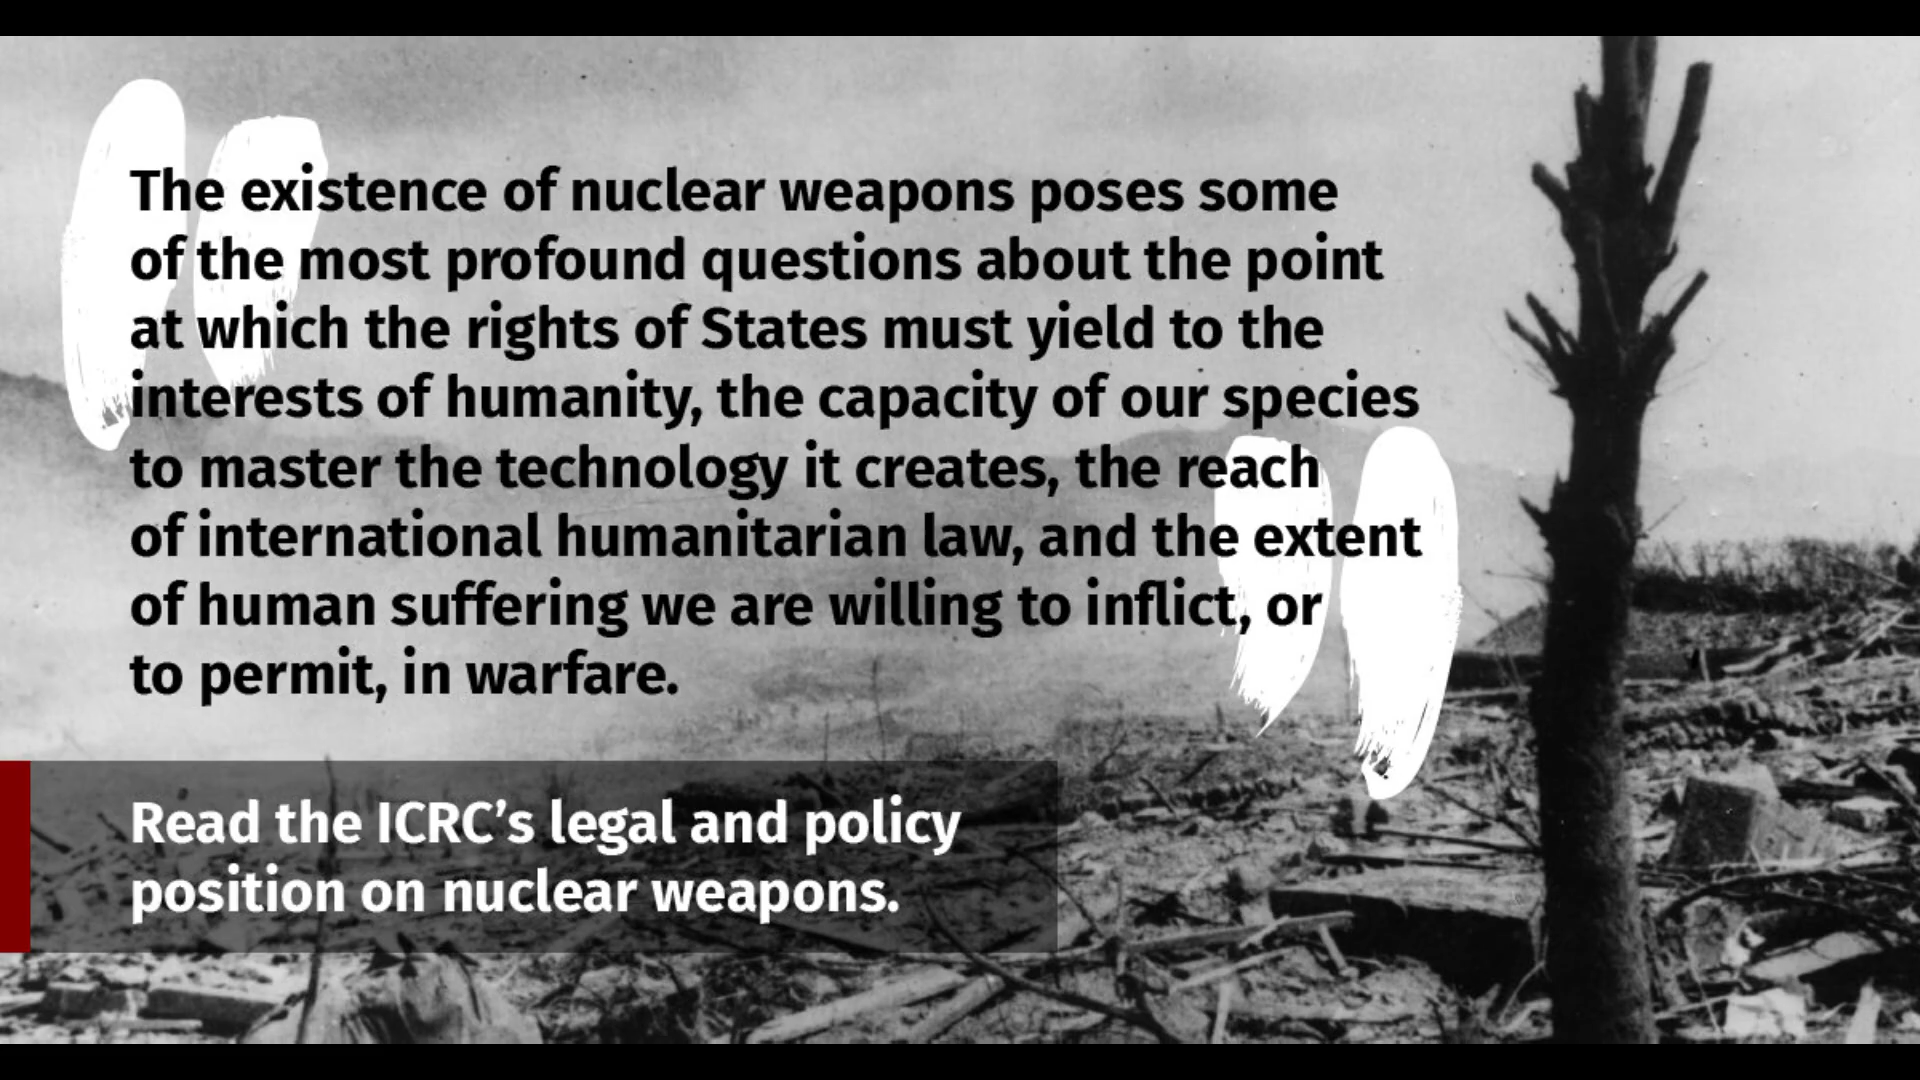 The existence of nuclear weapons poses some
of the most profound questions about the point
at which the rights of States must yield to the
interests of humanity, the capacity of our species
to master the technology it creates, the reach
of international humanitarian law, and the extent
of human suffering we are willing to inflict, or
to permit, in warfare.
Read the ICRC’s legal and policy
position on nuclear weapons.